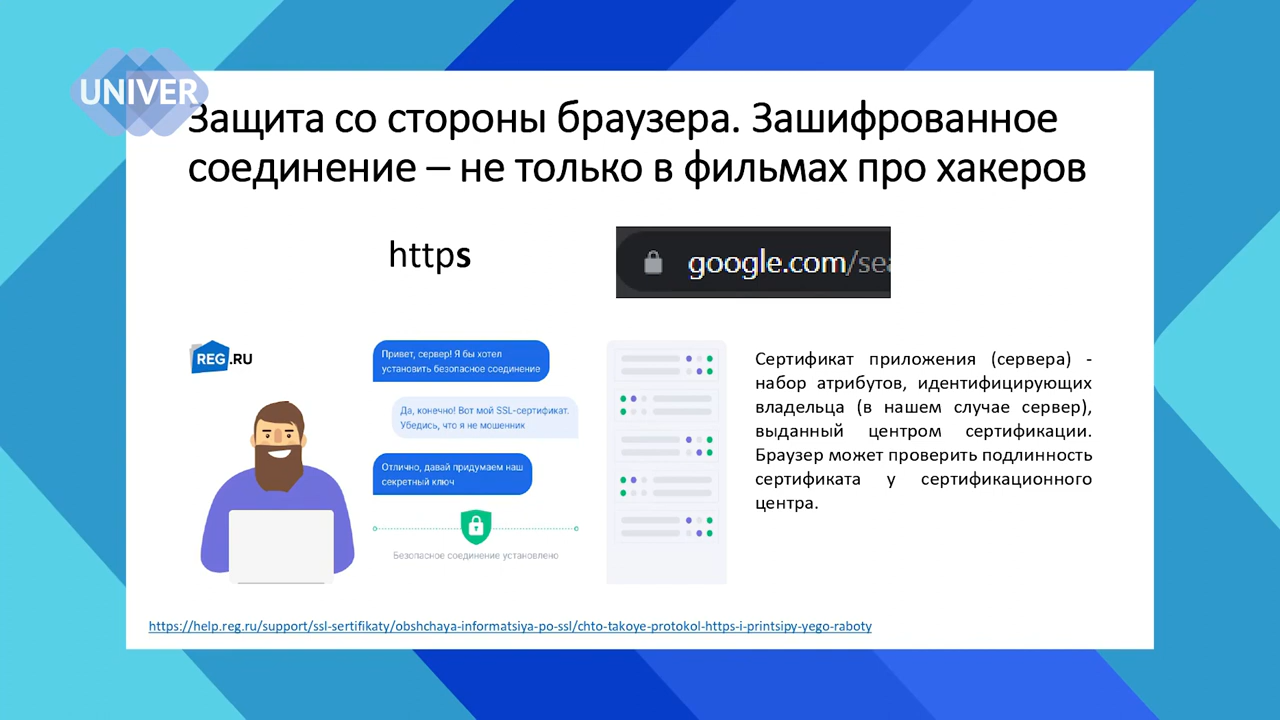 UNIVER
Защита со стороны браузера. Зашифрованное
соединение – не только в фильмах про хакеров
https
google.com/sea
REG.RU
Привет, сервер! Я бы хотел
установить безопасное соединение
Да, конечно! Вот мой SSL-сертификат.
Убедись, что я не мошенник
Отлично, давай придумаем наш
секретный ключ
Безопасное соединение установлено
Сертификат приложения (сервера) -
набор атрибутов, идентифицирующих
владельца (в нашем случае сервер),
выданный центром сертификации.
Браузер может проверить подлинность
сертификата у сертификационного
центра.
https://help.reg.ru/support/ssl-sertifikaty/obshchaya-informatsiya-po-ssl/chto-takoye-protokol-https-i-printsipy-yego-raboty